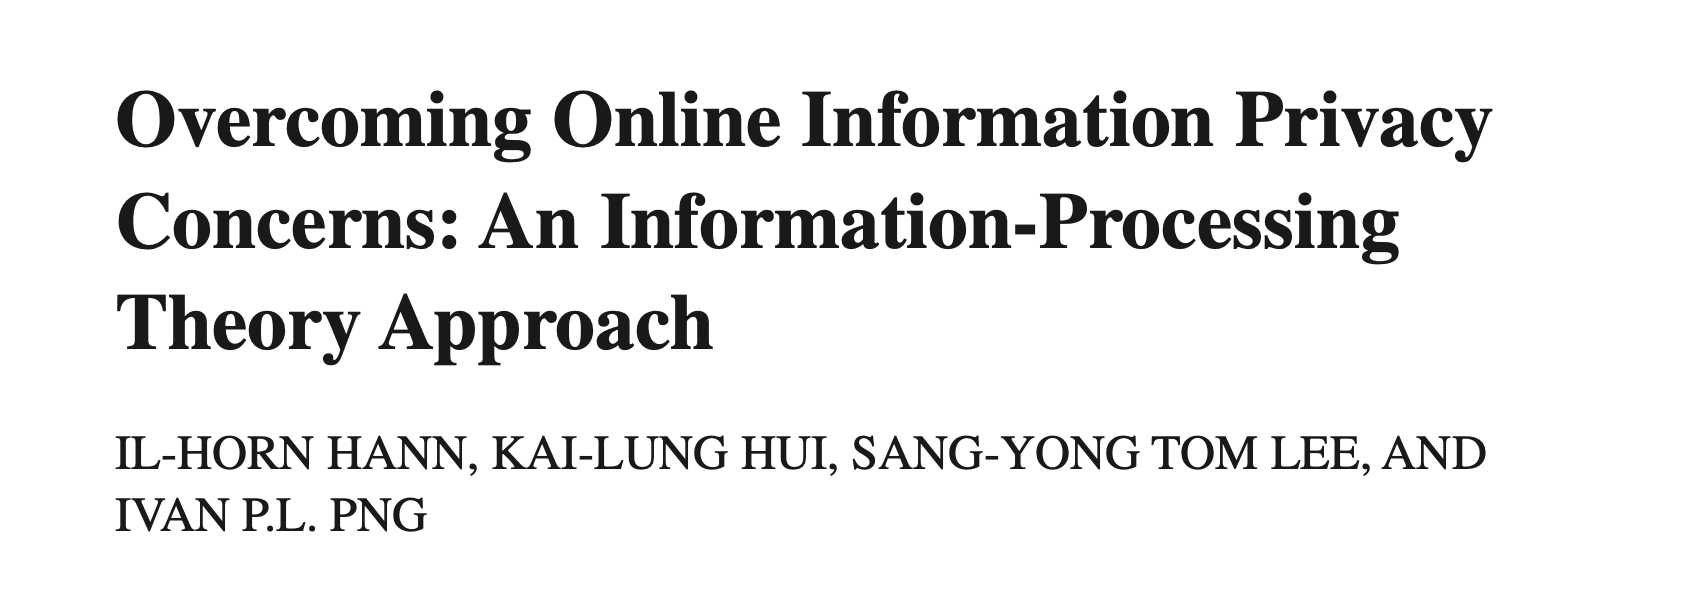 Overcoming Online Information Privacy
Concerns: An Information-Processing
Theory Approach
IL-HORN HANN, KAI-LUNG HUI, SANG-YONG TOM LEE, AND
IVAN P.L. PNG